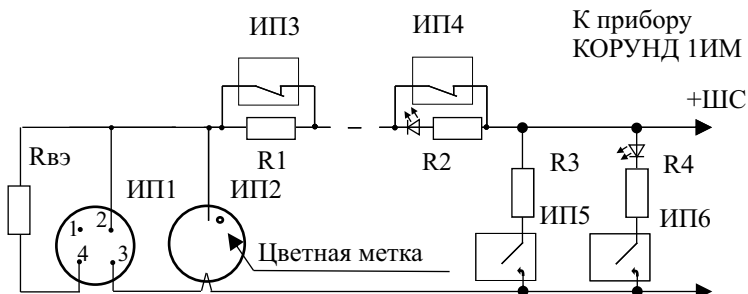 ИП3
ИП4
К прибору
КОРУНД 1ИМ
+ШС
Rвэ
R1
R2
R3
R4
ИП1
ИП2
ИП5
ИП6
1
2
4
3
Цветная метка